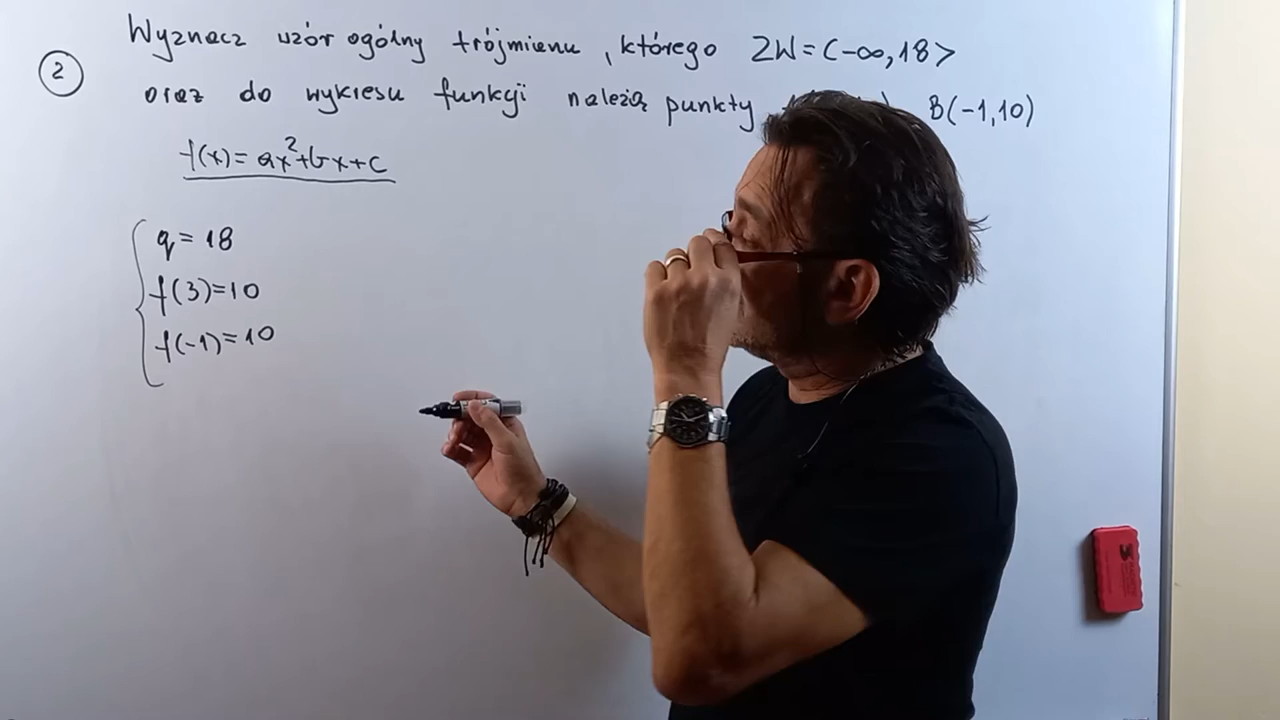 ②
Wyznacz wzór ogólny trójmianu, którego ZW=(-∞,18>
oraz do wykresu funkcji należą punkty B(-1,10)
f(x)=ax²+bx+c
q=18
f(3)=10
f(-1)=10